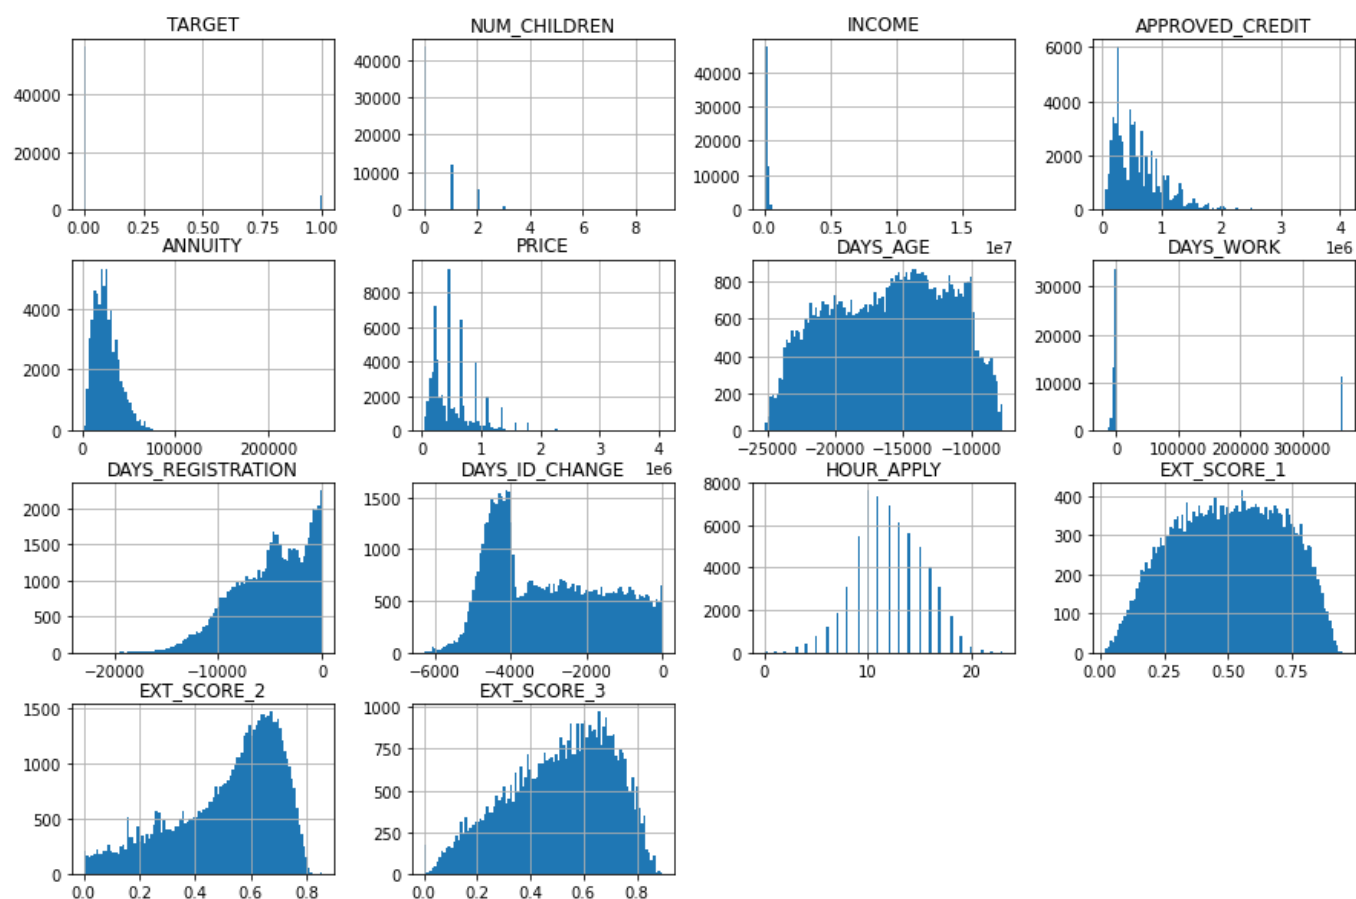 TARGET
40000
20000
0
0.00 0.25 0.50 0.75 1.00
NUM_CHILDREN
40000
30000
20000
10000
0
0 2 4 6 8
INCOME
40000
30000
20000
10000
0
0.0 0.5 1.0 1.5
1e7
APPROVED_CREDIT
6000
4000
2000
0
0 1 2 3 4
1e6
ANNUITY
4000
2000
0
0 100000 200000
PRICE
8000
6000
4000
2000
0
0 1 2 3 4
1e6
DAYS_AGE
800
600
400
200
0
−25000 −20000 −15000 −10000
DAYS_WORK
30000
20000
10000
0
0 100000 200000 300000
DAYS_REGISTRATION
2000
1500
1000
500
0
−20000 −10000 0
DAYS_ID_CHANGE
1500
1000
500
0
−6000 −4000 −2000 0
HOUR_APPLY
8000
6000
4000
2000
0
0 10 20
EXT_SCORE_1
400
300
200
100
0
0.00 0.25 0.50 0.75
EXT_SCORE_2
1500
1000
500
0
0.0 0.2 0.4 0.6 0.8
EXT_SCORE_3
1000
750
500
250
0
0.0 0.2 0.4 0.6 0.8